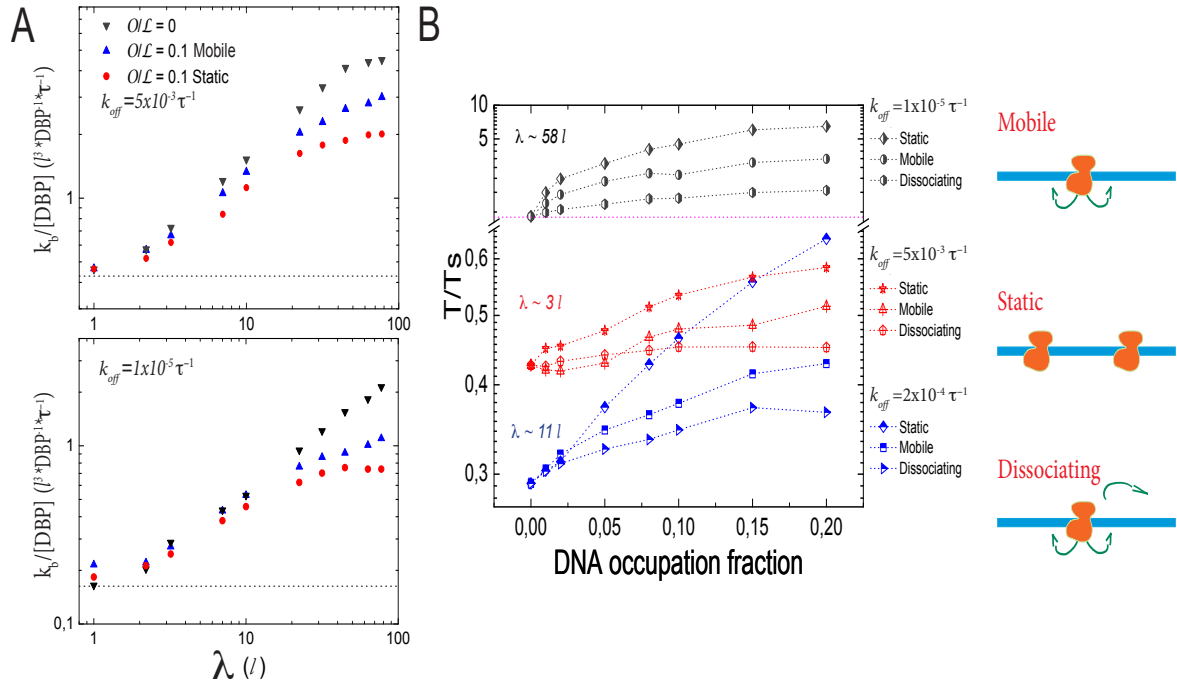 A
O/ℒ = 0
O/ℒ = 0.1 Mobile
O/ℒ = 0.1 Static
k_off=5x10⁻³ τ⁻¹
k_b/[DBP] (l³*DBP⁻¹*τ⁻¹)
1
1
10
100
k_off=1x10⁻⁵ τ⁻¹
k_b/[DBP] (l³*DBP⁻¹*τ⁻¹)
1
0,1
1
10
100
λ (l)
B
10
5
0,6
0,5
0,4
0,3
T/Ts
λ ~ 58 l
λ ~ 3 l
λ ~ 11 l
0,00
0,05
0,10
0,15
0,20
DNA occupation fraction
k_off=1x10⁻⁵ τ⁻¹
Static
Mobile
Dissociating
k_off=5x10⁻³ τ⁻¹
Static
Mobile
Dissociating
k_off=2x10⁻⁴ τ⁻¹
Static
Mobile
Dissociating
Mobile
Static
Dissociating